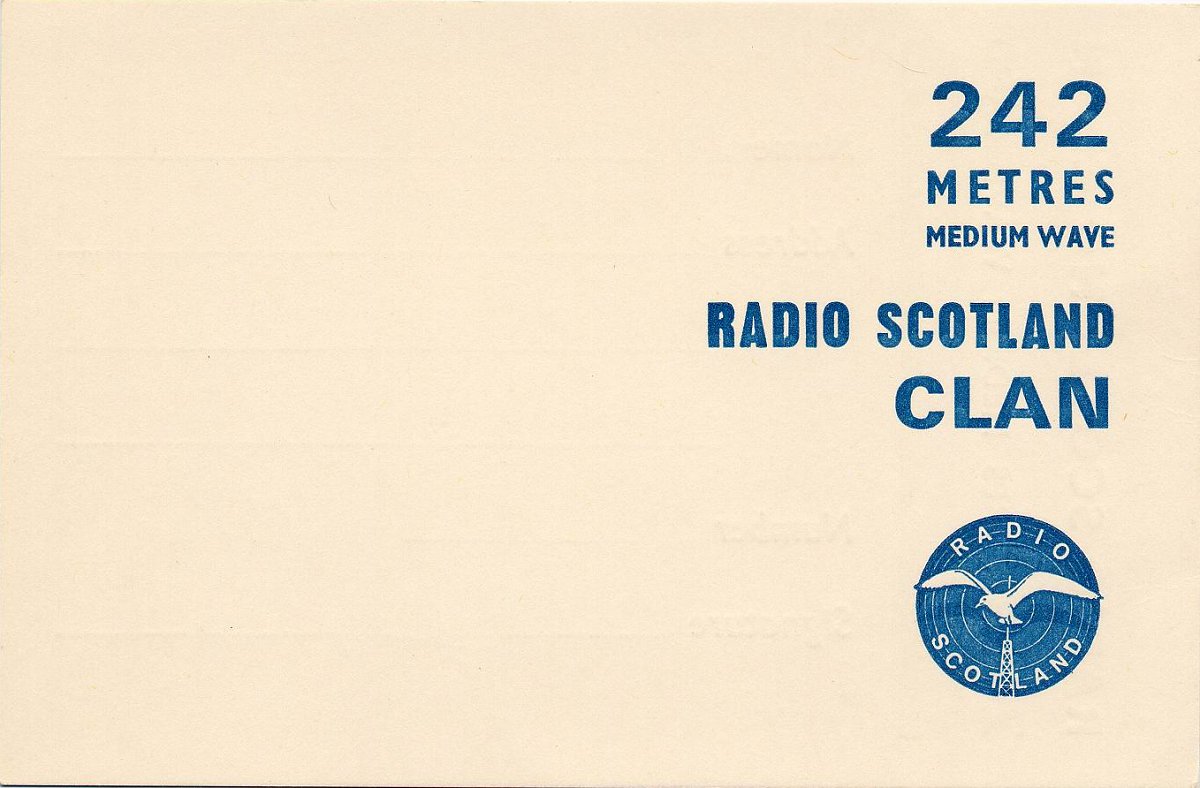 242
METRES
MEDIUM WAVE
RADIO SCOTLAND
CLAN
RADIO
SCOTLAND